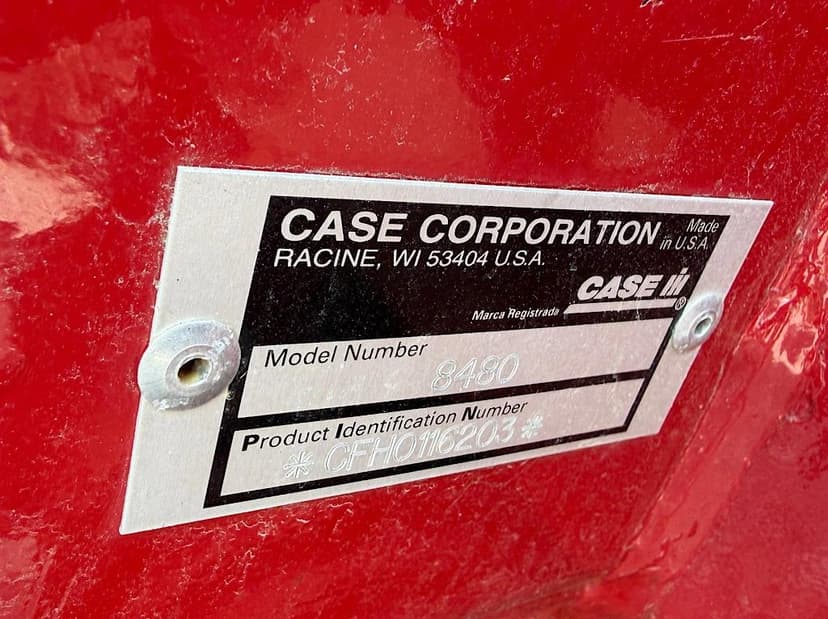 CASE CORPORATION
Made in U.S.A.
RACINE, WI 53404 U.S.A.
CASE IH
Marca Registrada ®
Model Number
8480
Product Identification Number
* CFH0116203 *